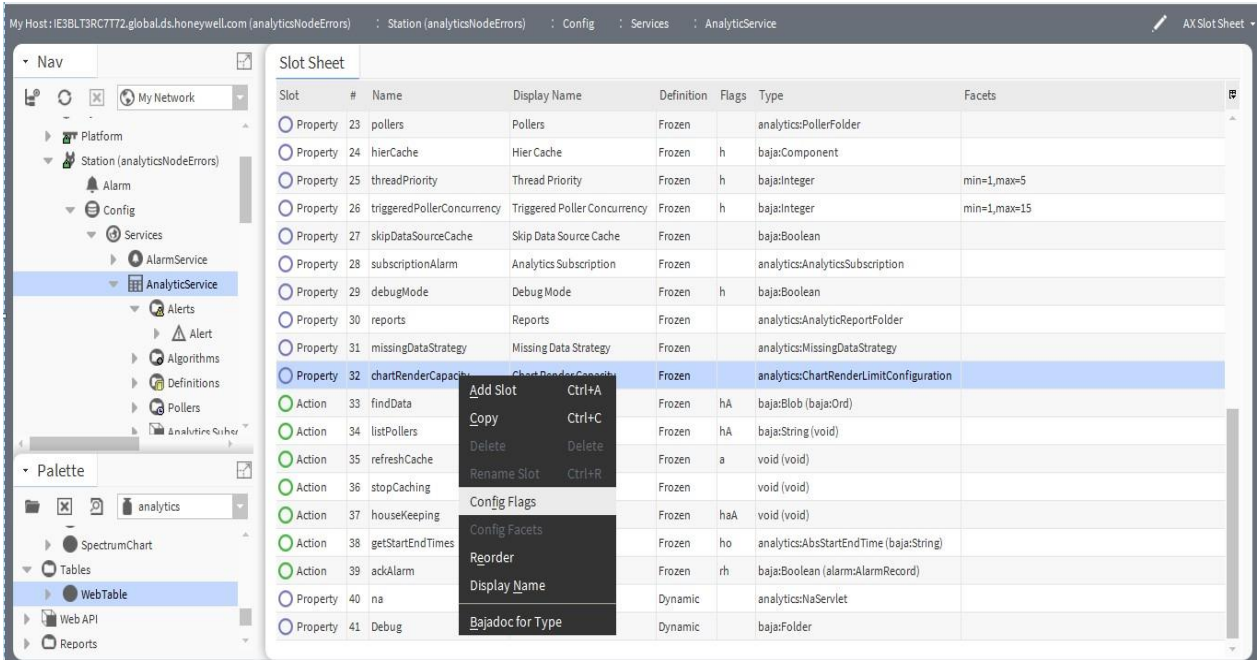 My Host : IE3BLT3RC7T72.global.ds.honeywell.com (analyticsNodeErrors) : Station (analyticsNodeErrors) : Config : Services : AnalyticService AX Slot Sheet
Nav
My Network
Platform
Station (analyticsNodeErrors)
Alarm
Config
Services
AlarmService
AnalyticService
Alerts
Alert
Algorithms
Definitions
Pollers
Palette
analytics
SpectrumChart
Tables
WebTable
Web API
Reports
Slot Sheet
Slot # Name Display Name Definition Flags Type Facets
Property 23 pollers Pollers Frozen analytics:PollerFolder
Property 24 hierCache Hier Cache Frozen h baja:Component
Property 25 threadPriority Thread Priority Frozen h baja:Integer min=1,max=5
Property 26 triggeredPollerConcurrency Triggered Poller Concurrency Frozen h baja:Integer min=1,max=15
Property 27 skipDataSourceCache Skip Data Source Cache Frozen baja:Boolean
Property 28 subscriptionAlarm Analytics Subscription Frozen analytics:AnalyticsSubscription
Property 29 debugMode Debug Mode Frozen h baja:Boolean
Property 30 reports Reports Frozen analytics:AnalyticReportFolder
Property 31 missingDataStrategy Missing Data Strategy Frozen analytics:MissingDataStrategy
Property 32 chartRenderCapacity Chart Render Capacity Frozen analytics:ChartRenderLimitConfiguration
Action 33 findData Frozen hA baja:Blob (baja:Ord)
Action 34 listPollers Frozen hA baja:String (void)
Action 35 refreshCache Frozen a void (void)
Action 36 stopCaching Frozen void (void)
Action 37 houseKeeping Frozen haA void (void)
Action 38 getStartEndTimes Frozen ho analytics:AbsStartEndTime (baja:String)
Action 39 ackAlarm Frozen rh baja:Boolean (alarm:AlarmRecord)
Property 40 na Dynamic analytics:NaServlet
Property 41 Debug Dynamic baja:Folder
Add Slot Ctrl+A
Copy Ctrl+C
Delete Delete
Rename Slot Ctrl+R
Config Flags
Config Facets
Reorder
Display Name
Bajadoc for Type